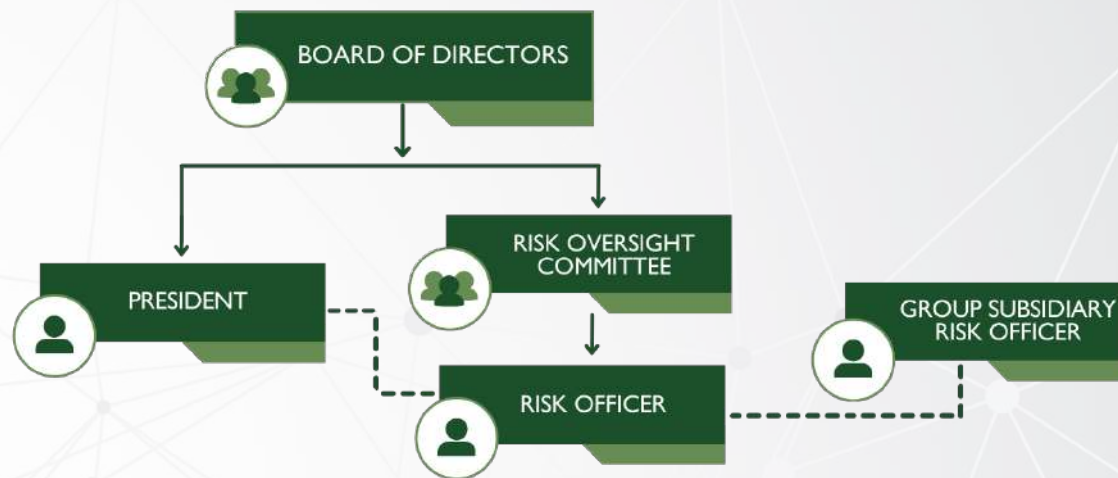 BOARD OF DIRECTORS
RISK OVERSIGHT
COMMITTEE
PRESIDENT
GROUP SUBSIDIARY
RISK OFFICER
RISK OFFICER